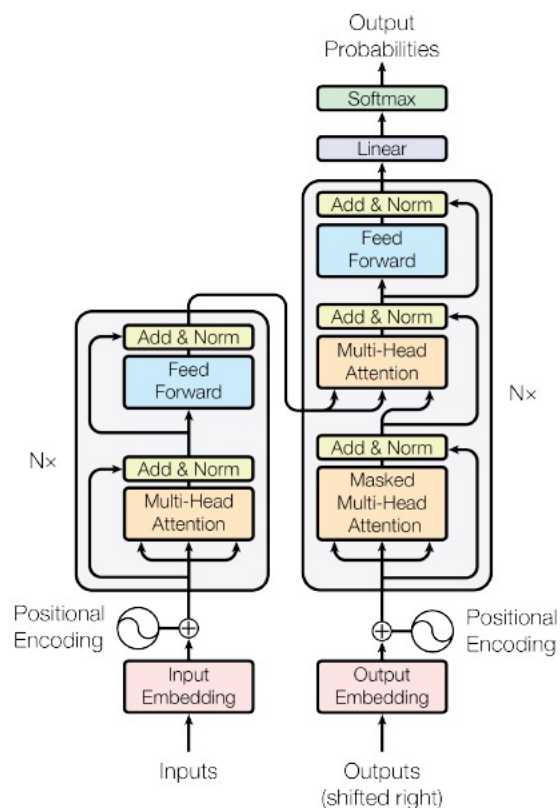 Output
Probabilities
Softmax
Linear
Add & Norm
Feed
Forward
Add & Norm
Multi-Head
Attention
Nx
Add & Norm
Masked
Multi-Head
Attention
Add & Norm
Feed
Forward
Nx
Add & Norm
Multi-Head
Attention
Positional
Encoding
Positional
Encoding
Input
Embedding
Output
Embedding
Inputs
Outputs
(shifted right)